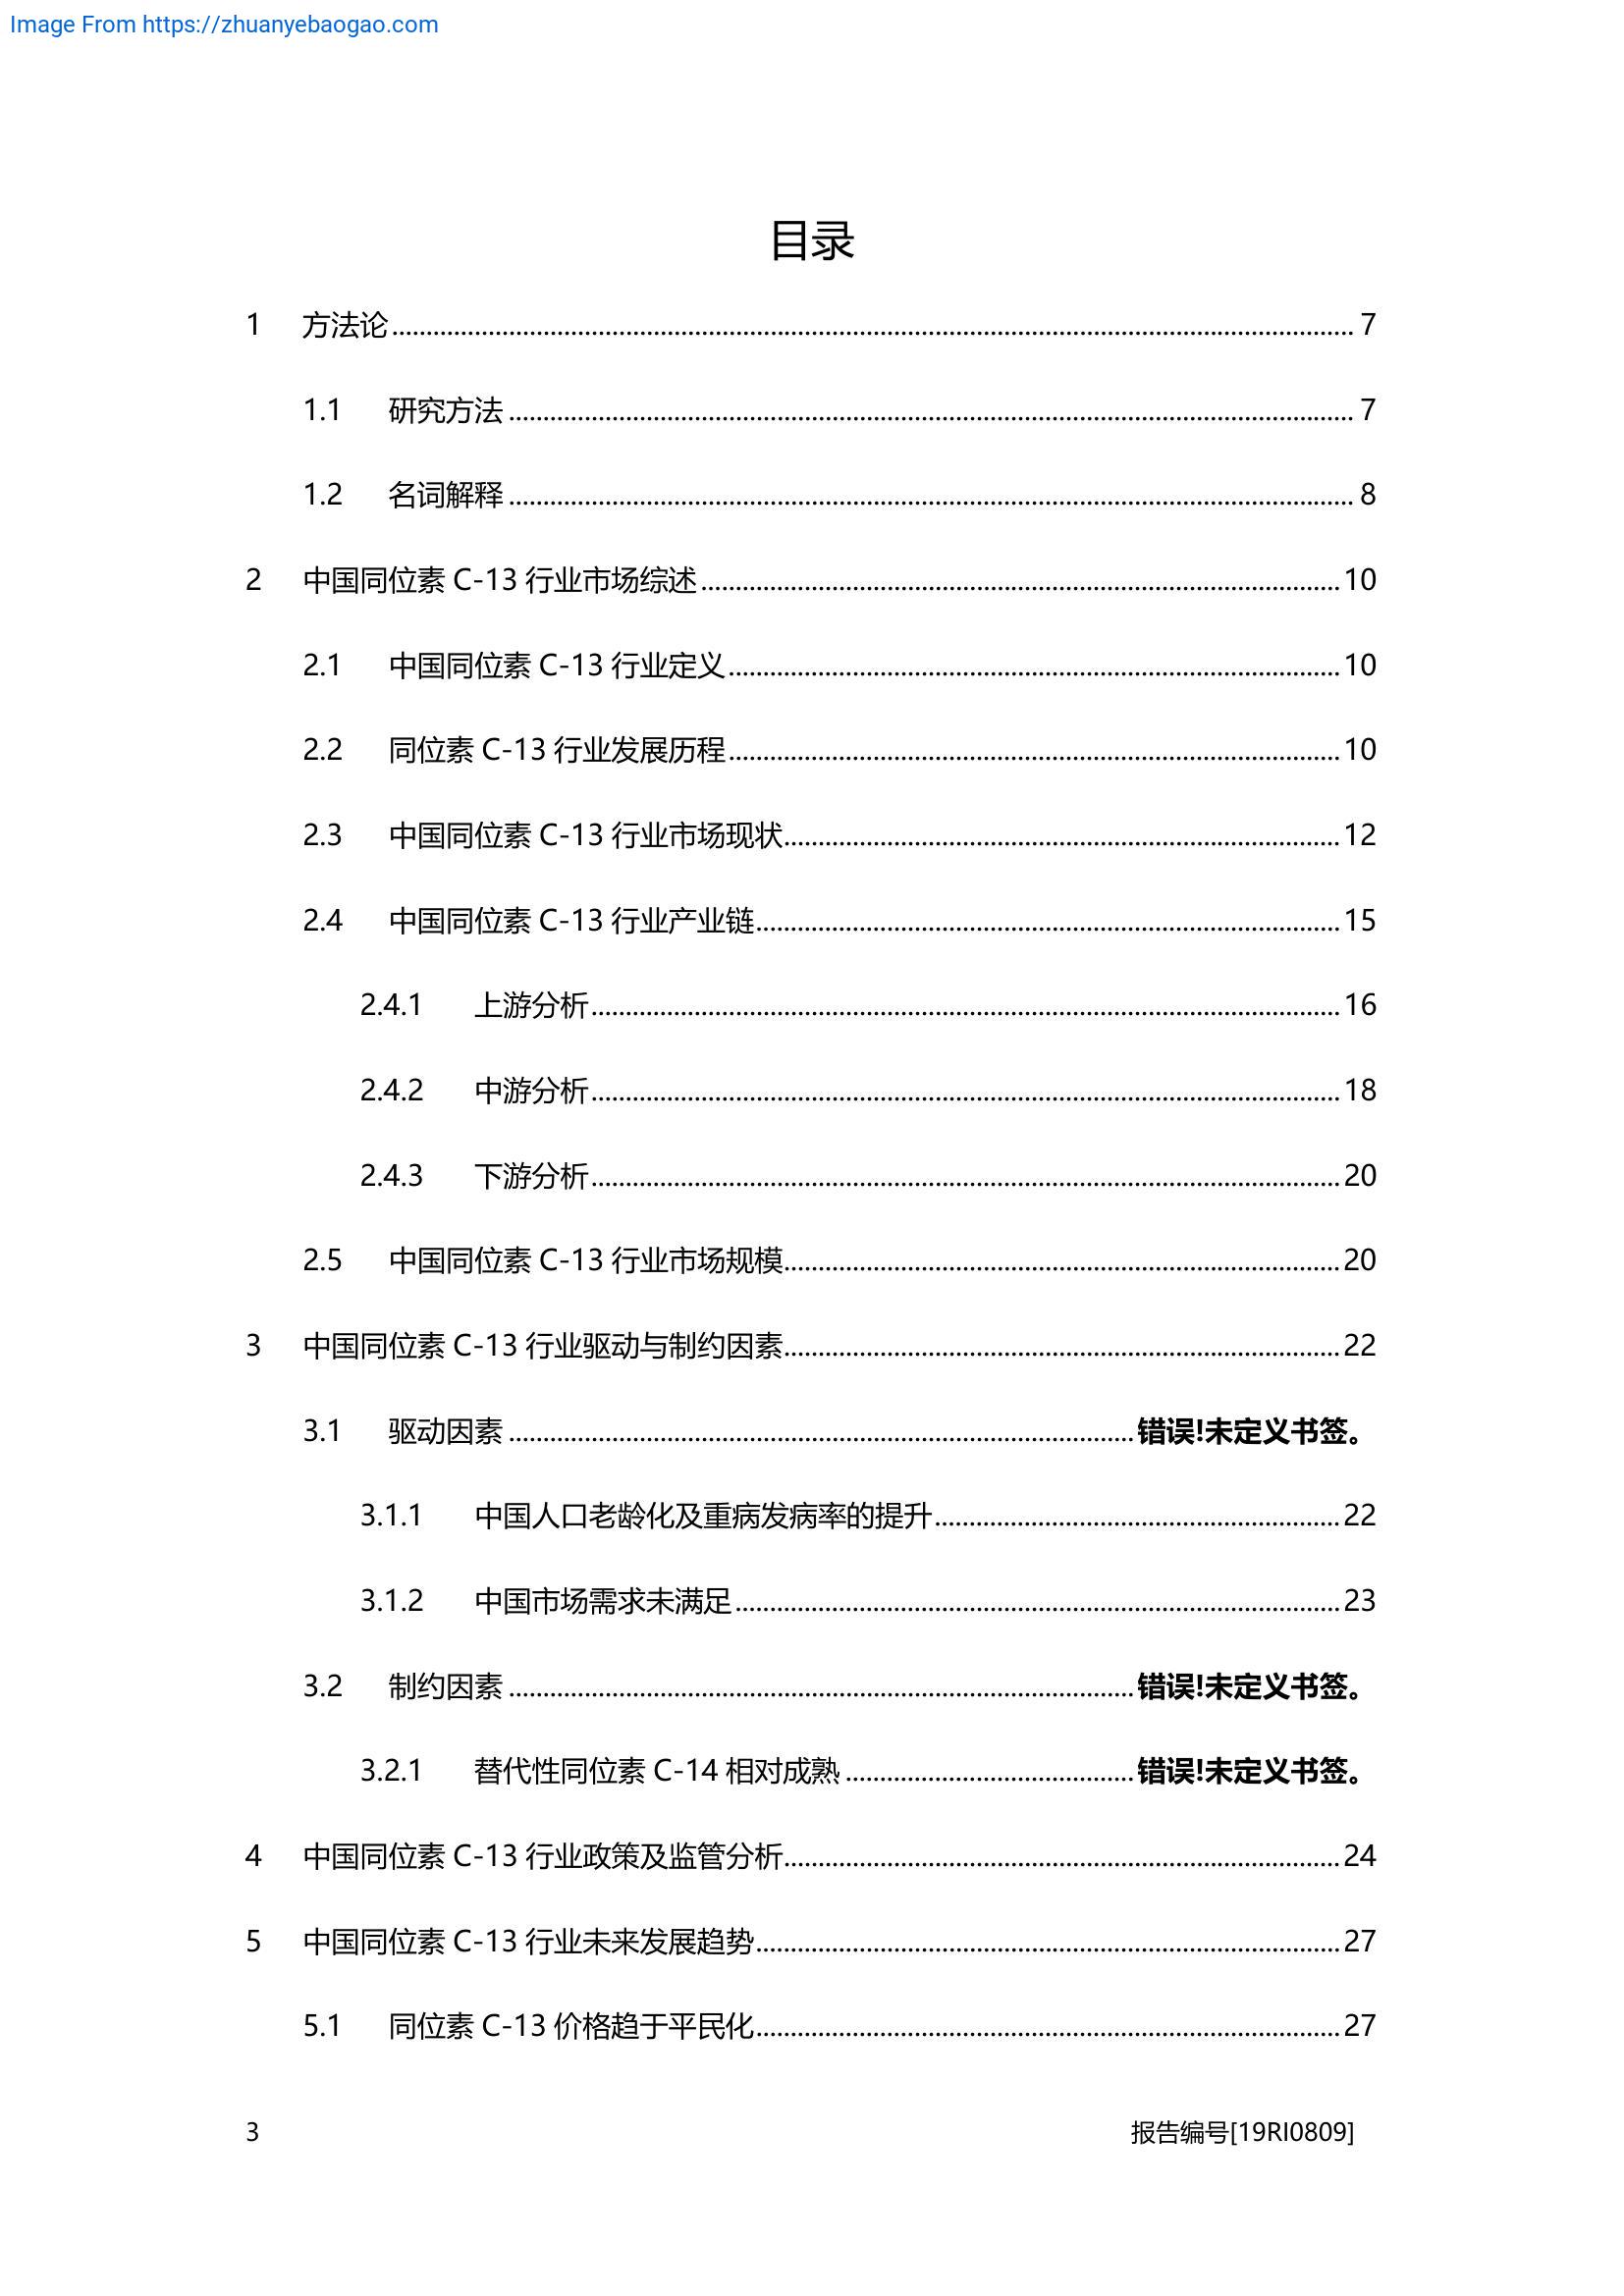 Image From https://zhuanyebaogao.com
目录
1 方法论 7
1.1 研究方法 7
1.2 名词解释 8
2 中国同位素 C-13 行业市场综述 10
2.1 中国同位素 C-13 行业定义 10
2.2 同位素 C-13 行业发展历程 10
2.3 中国同位素 C-13 行业市场现状 12
2.4 中国同位素 C-13 行业产业链 15
2.4.1 上游分析 16
2.4.2 中游分析 18
2.4.3 下游分析 20
2.5 中国同位素 C-13 行业市场规模 20
3 中国同位素 C-13 行业驱动与制约因素 22
3.1 驱动因素 错误!未定义书签。
3.1.1 中国人口老龄化及重病发病率的提升 22
3.1.2 中国市场需求未满足 23
3.2 制约因素 错误!未定义书签。
3.2.1 替代性同位素 C-14 相对成熟 错误!未定义书签。
4 中国同位素 C-13 行业政策及监管分析 24
5 中国同位素 C-13 行业未来发展趋势 27
5.1 同位素 C-13 价格趋于平民化 27
3 报告编号[19RI0809]